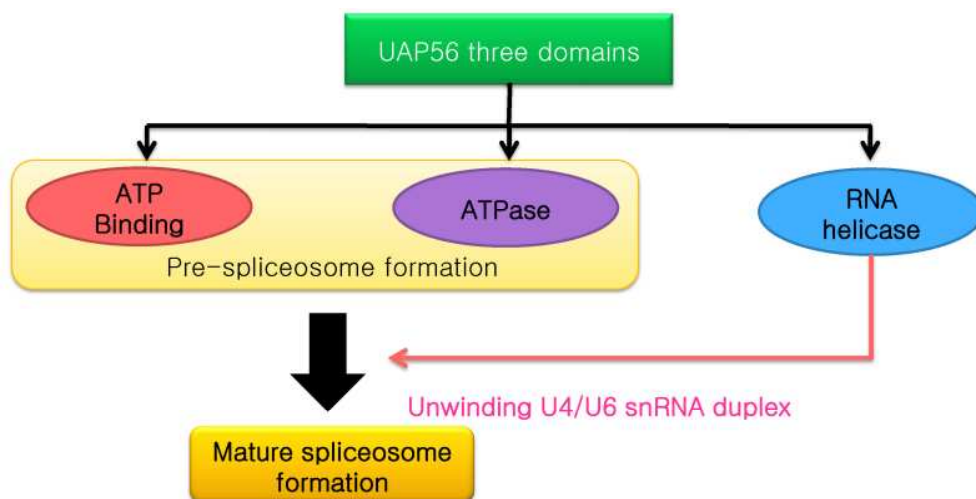 UAP56 three domains
ATP
Binding
ATPase
RNA
helicase
Pre-spliceosome formation
Unwinding U4/U6 snRNA duplex
Mature spliceosome
formation